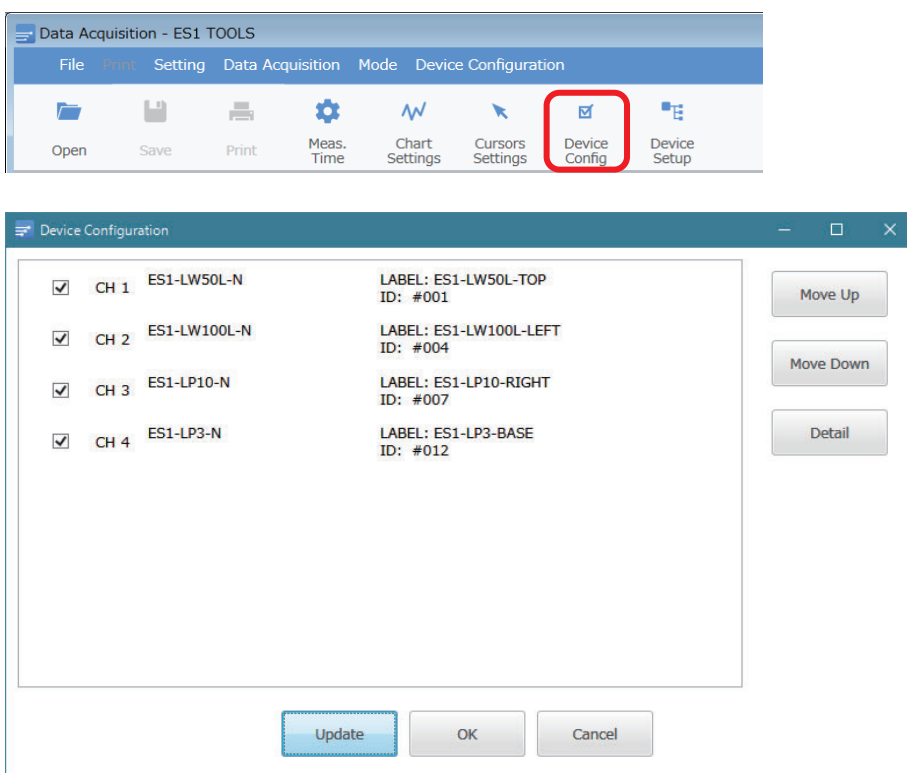 Data Acquisition - ES1 TOOLS
File Print Setting Data Acquisition Mode Device Configuration
Open Save Print Meas. Time Chart Settings Cursors Settings Device Config Device Setup
Device Configuration
CH 1 ES1-LW50L-N LABEL: ES1-LW50L-TOP
ID: #001
CH 2 ES1-LW100L-N LABEL: ES1-LW100L-LEFT
ID: #004
CH 3 ES1-LP10-N LABEL: ES1-LP10-RIGHT
ID: #007
CH 4 ES1-LP3-N LABEL: ES1-LP3-BASE
ID: #012
Move Up
Move Down
Detail
Update OK Cancel